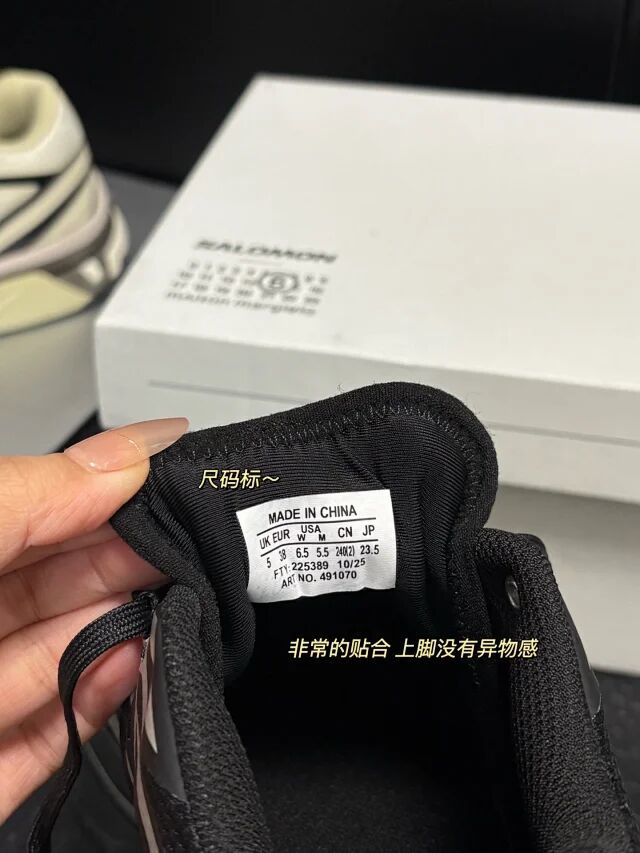 SALOMON
maison margiela
尺码标～
MADE IN CHINA
UK EUR USA W M CN JP
5 38 6.5 5.5 240(2) 23.5
FTY:225389 10/25
ART NO. 491070
非常的贴合 上脚没有异物感